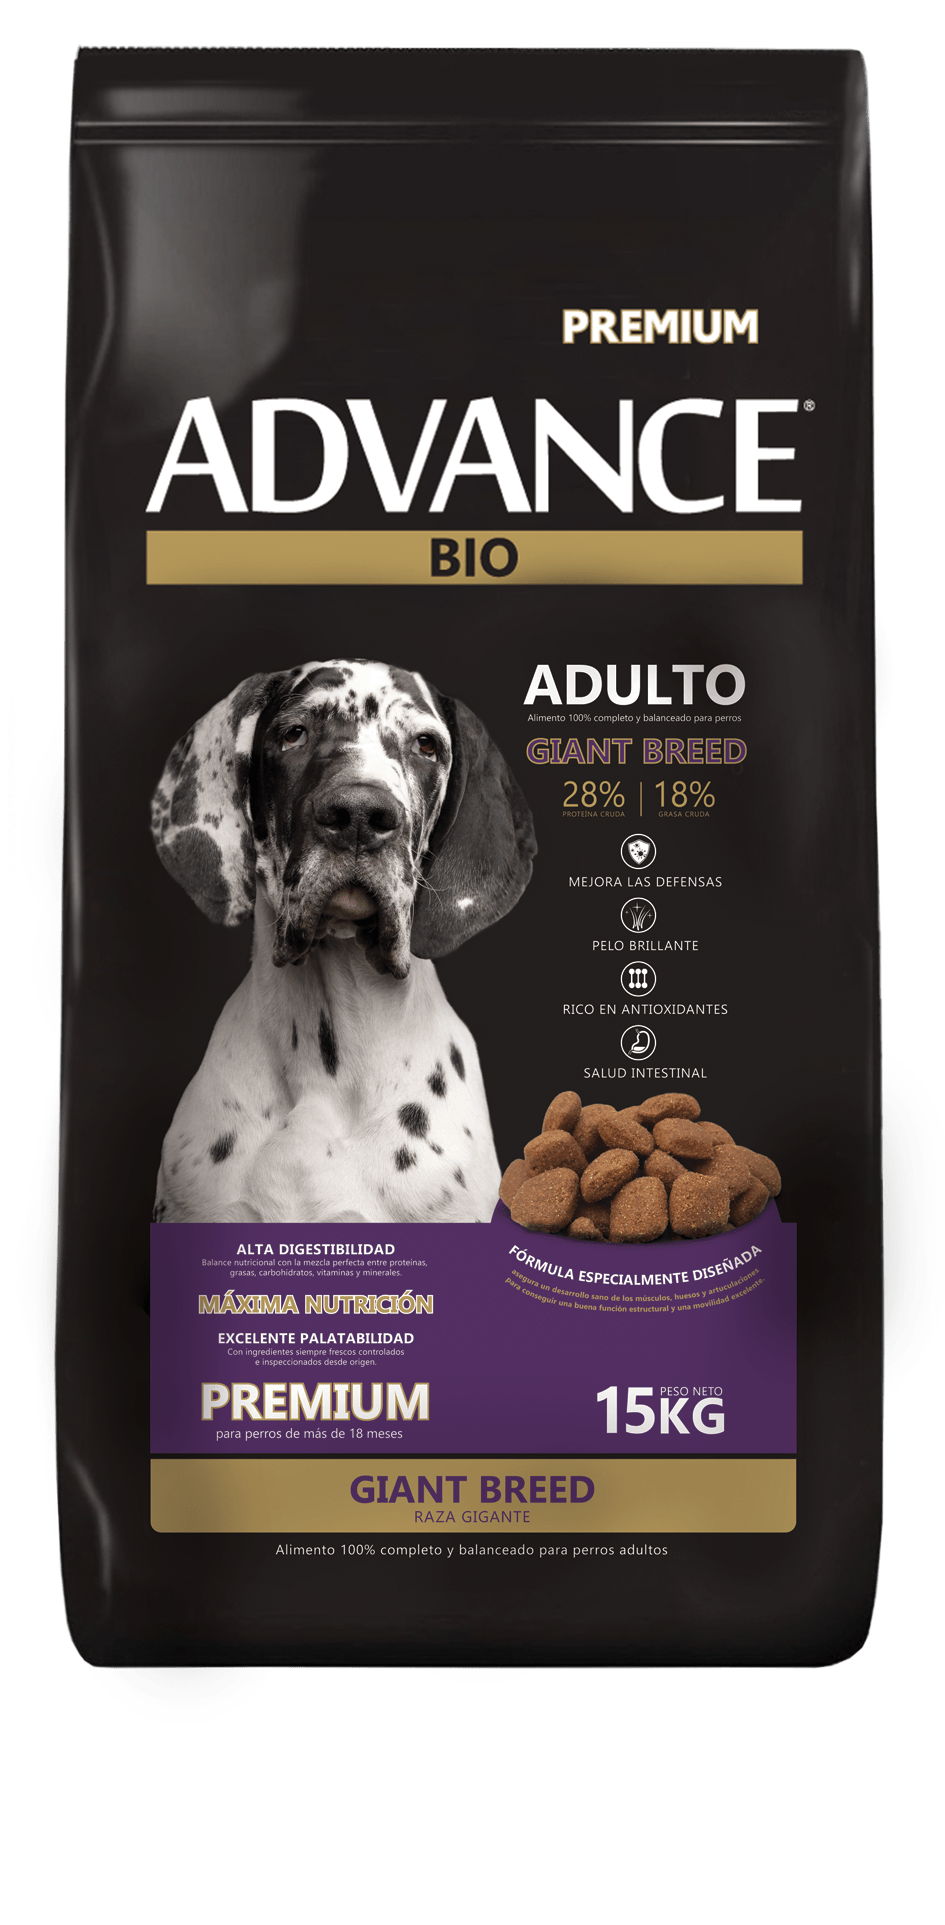 PREMIUM
ADVANCE®
BIO
ADULTO
Alimento 100% completo y balanceado para perros
GIANT BREED
28% | 18%
PROTEÍNA CRUDA GRASA CRUDA
MEJORA LAS DEFENSAS
PELO BRILLANTE
RICO EN ANTIOXIDANTES
SALUD INTESTINAL
FÓRMULA ESPECIALMENTE DISEÑADA
asegura un desarrollo sano de los músculos, huesos y artuculaciones
para conseguir una buena función estructural y una movilidad excelente.
ALTA DIGESTIBILIDAD
Balance nutricional con la mezcla perfecta entre proteinas,
grasas, carbohidratos, vitaminas y minerales.
MÁXIMA NUTRICIÓN
EXCELENTE PALATABILIDAD
Con ingredientes siempre frescos controlados
e inspeccionados desde origen.
PREMIUM
para perros de más de 18 meses
PESO NETO
15KG
GIANT BREED
RAZA GIGANTE
Alimento 100% completo y balanceado para perros adultos